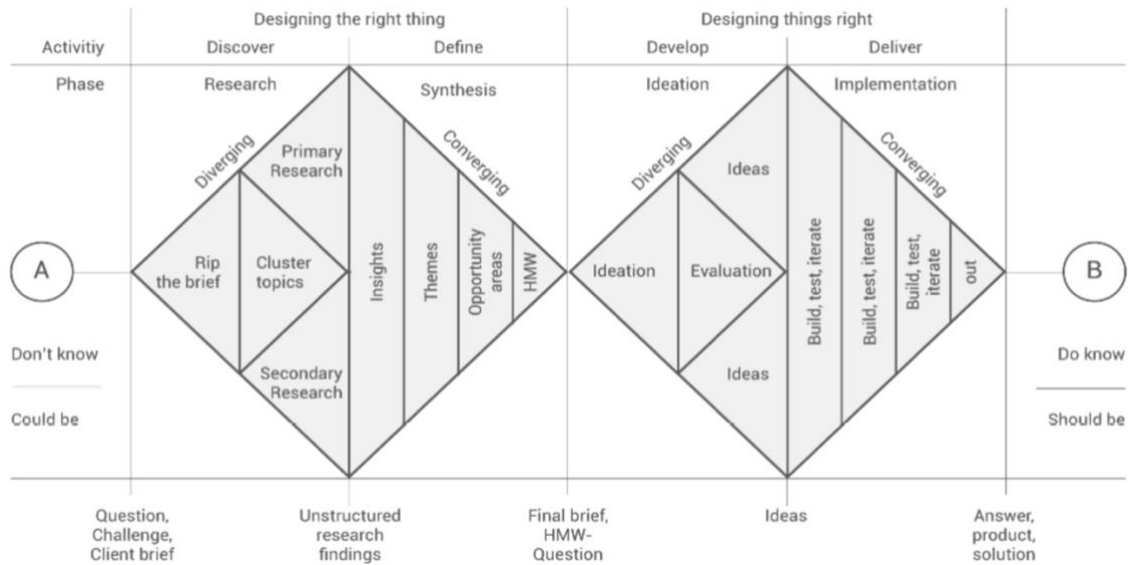 Designing the right thing
Designing things right
Activitiy
Discover
Define
Develop
Deliver
Phase
Research
Synthesis
Ideation
Implementation
Diverging
Converging
Diverging
Converging
A
Rip
the brief
Cluster
topics
Primary
Research
Secondary
Research
Insights
Themes
Opportunity
areas
HMW
Ideation
Evaluation
Ideas
Ideas
Build, test, iterate
Build, test, iterate
Build, test,
iterate
out
B
Don't know
Could be
Do know
Should be
Question,
Challenge,
Client brief
Unstructured
research
findings
Final brief,
HMW-
Question
Ideas
Answer,
product,
solution